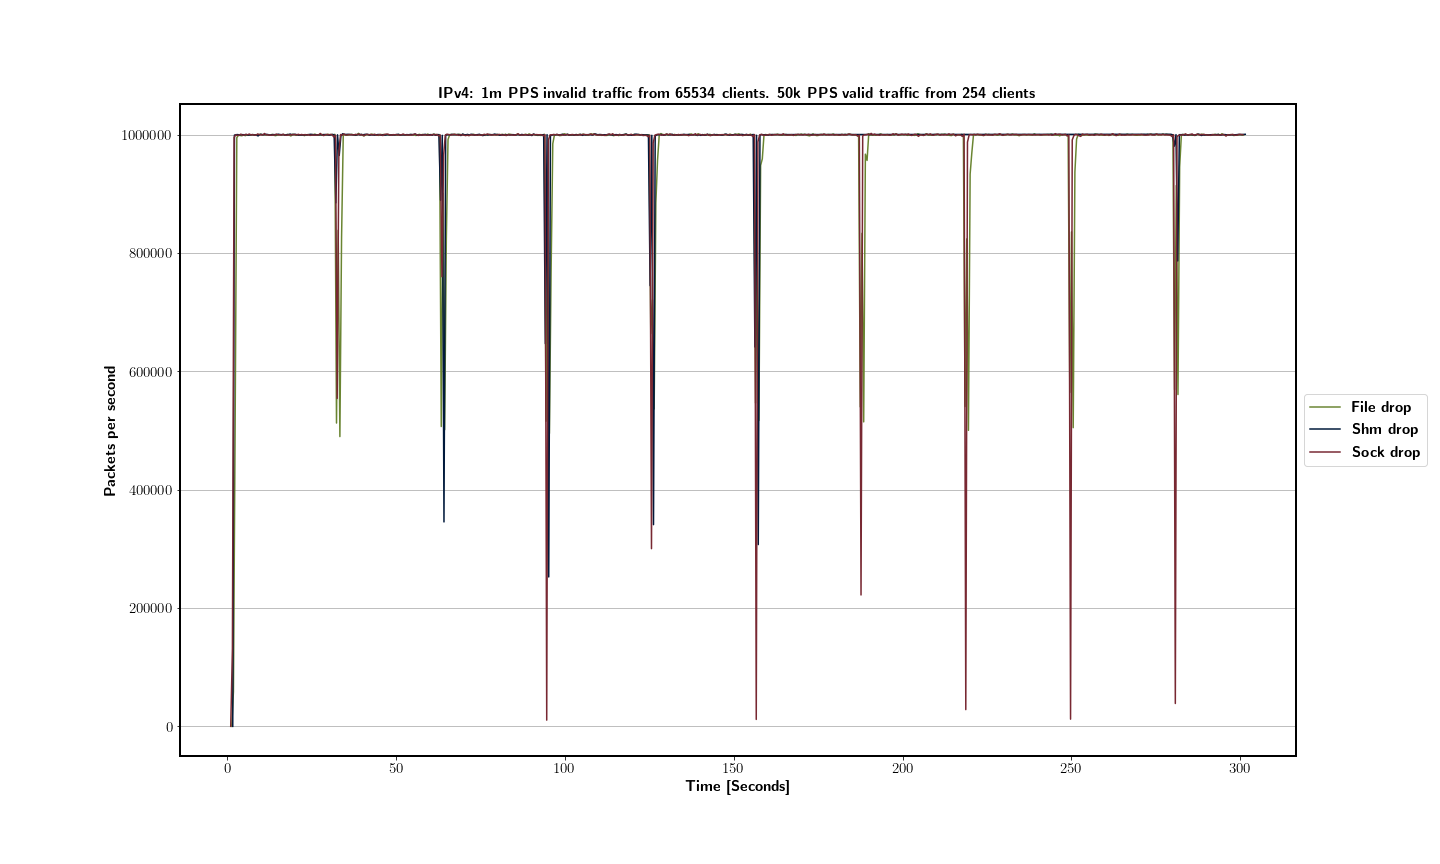 IPv4: 1m PPS invalid traffic from 65534 clients. 50k PPS valid traffic from 254 clients
1000000
800000
600000
400000
200000
0
Packets per second
File drop
Shm drop
Sock drop
0 50 100 150 200 250 300
Time [Seconds]